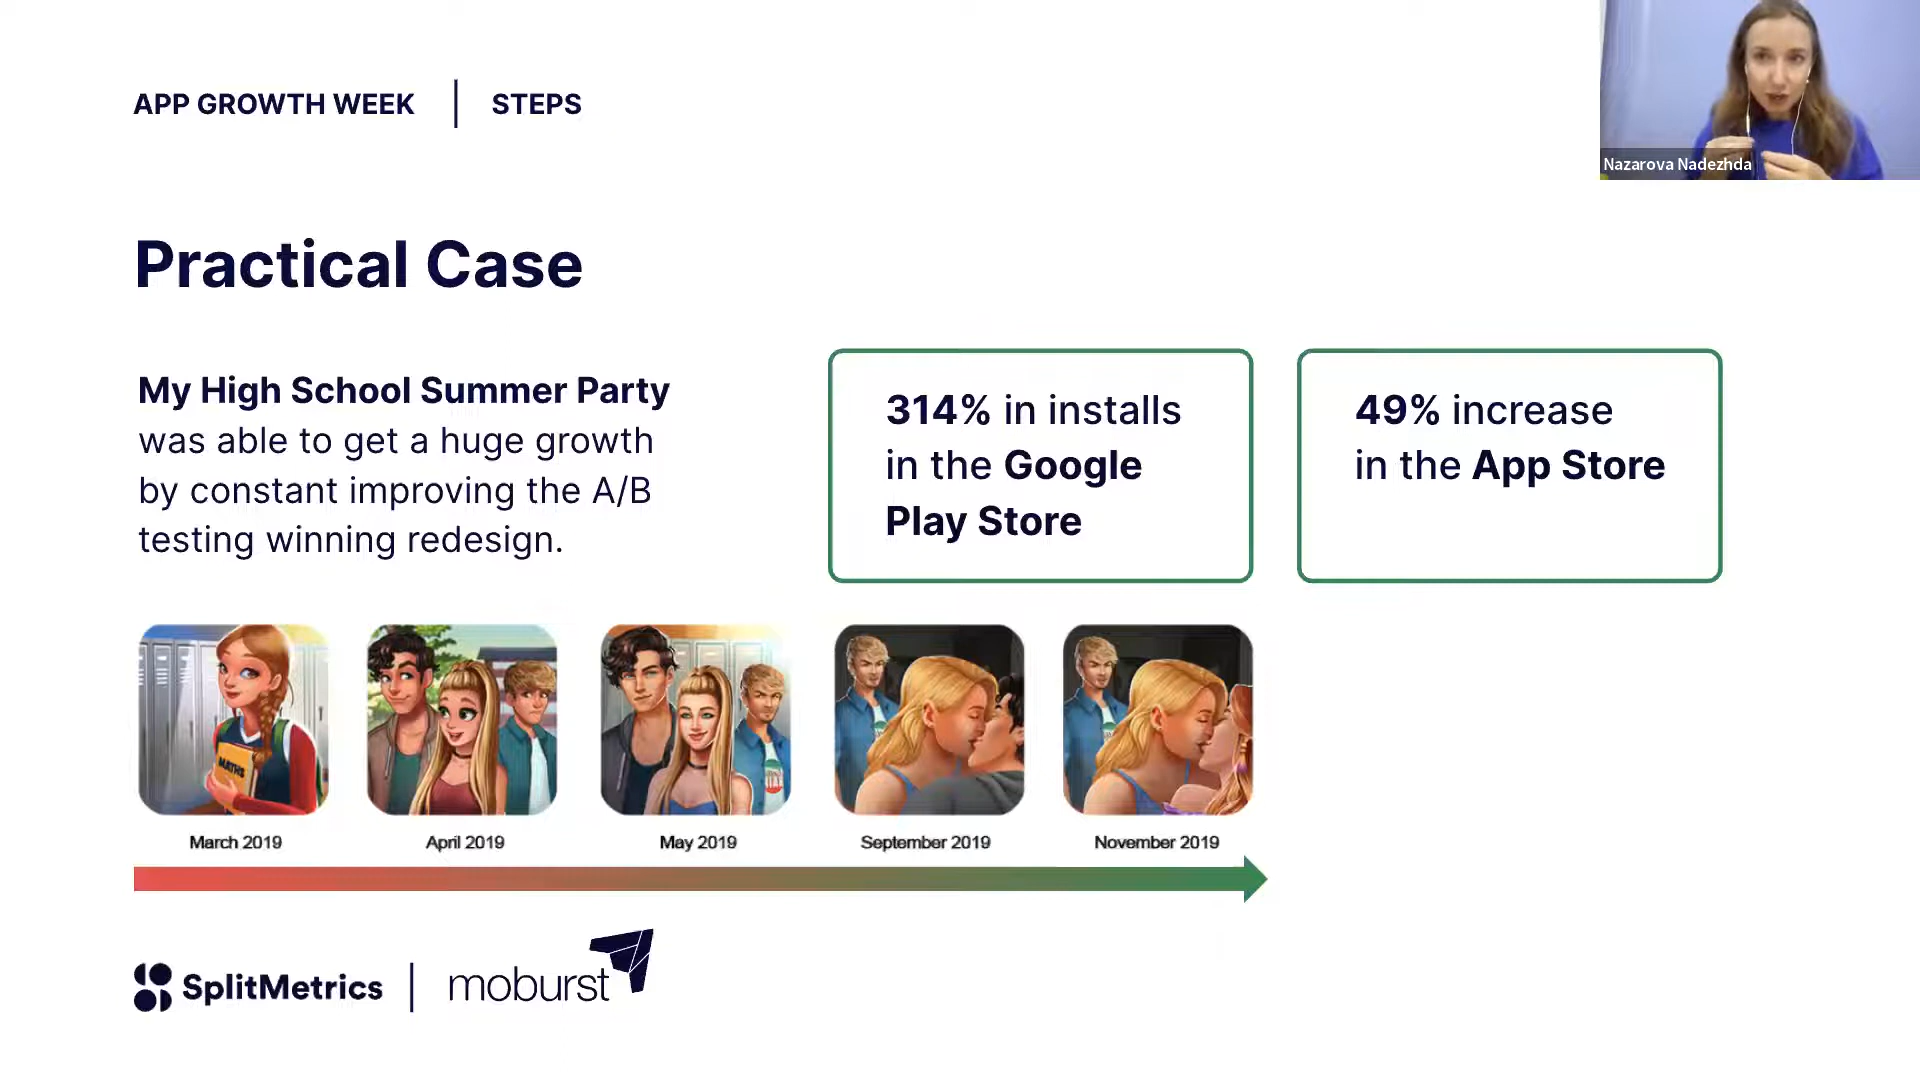 APP GROWTH WEEK | STEPS
Nazarova Nadezhda
Practical Case
My High School Summer Party
was able to get a huge growth
by constant improving the A/B
testing winning redesign.
314% in installs
in the Google
Play Store
49% increase
in the App Store
MATHS
March 2019
April 2019
May 2019
September 2019
November 2019
SplitMetrics | moburst